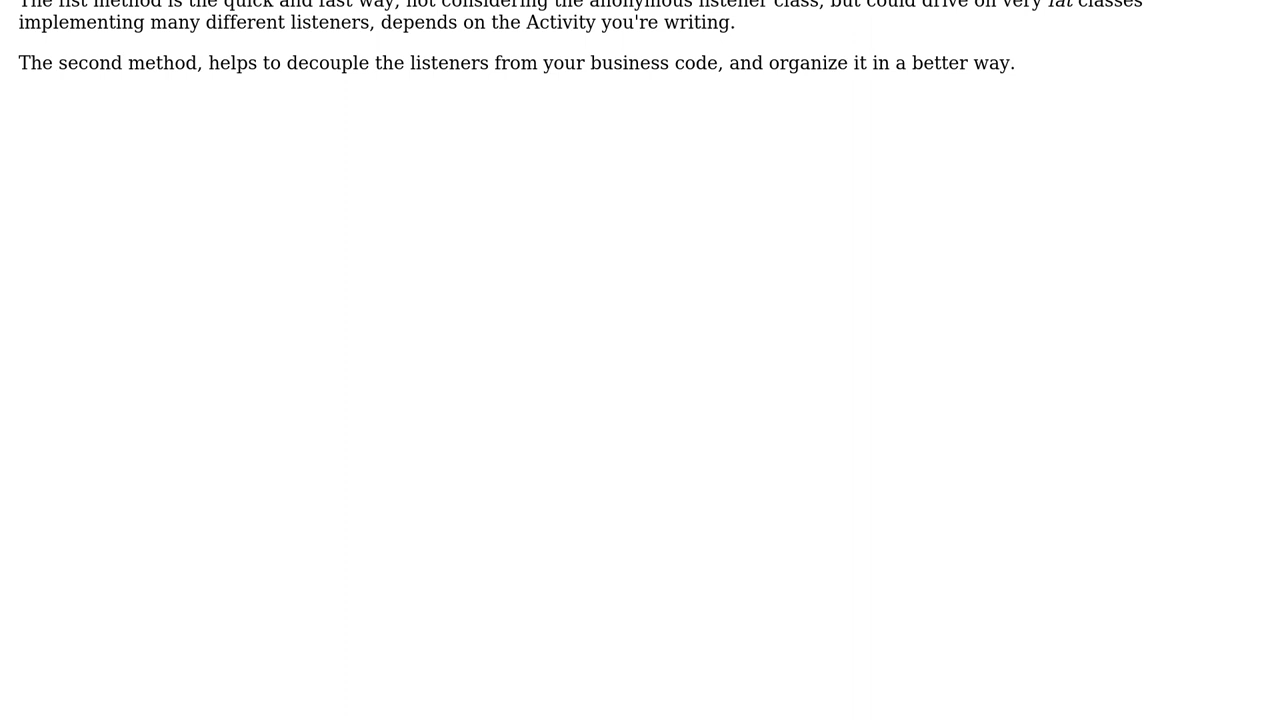 The fist method is the quick and fast way, not considering the anonymous listener class, but could drive on very fat classes
implementing many different listeners, depends on the Activity you're writing.
The second method, helps to decouple the listeners from your business code, and organize it in a better way.